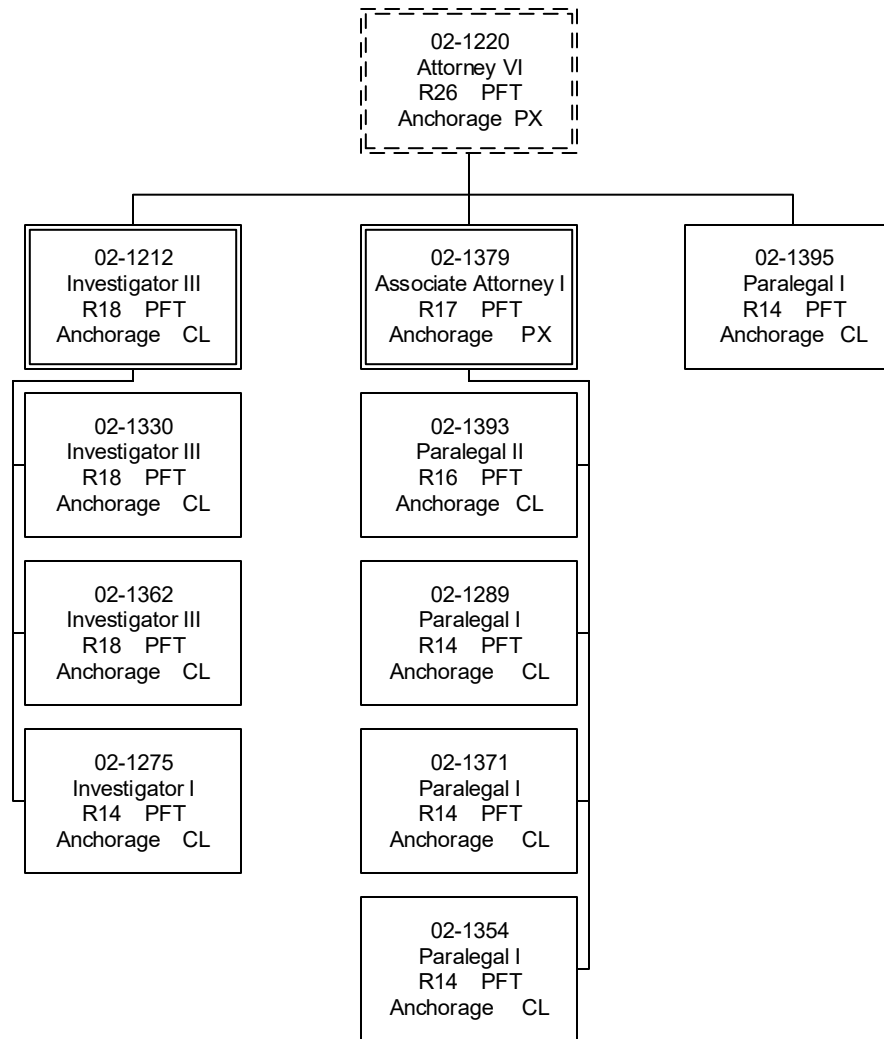 02-1220
Attorney VI
R26 PFT
Anchorage PX
02-1212
Investigator III
R18 PFT
Anchorage CL
02-1379
Associate Attorney I
R17 PFT
Anchorage PX
02-1395
Paralegal I
R14 PFT
Anchorage CL
02-1330
Investigator III
R18 PFT
Anchorage CL
02-1393
Paralegal II
R16 PFT
Anchorage CL
02-1362
Investigator III
R18 PFT
Anchorage CL
02-1289
Paralegal I
R14 PFT
Anchorage CL
02-1275
Investigator I
R14 PFT
Anchorage CL
02-1371
Paralegal I
R14 PFT
Anchorage CL
02-1354
Paralegal I
R14 PFT
Anchorage CL